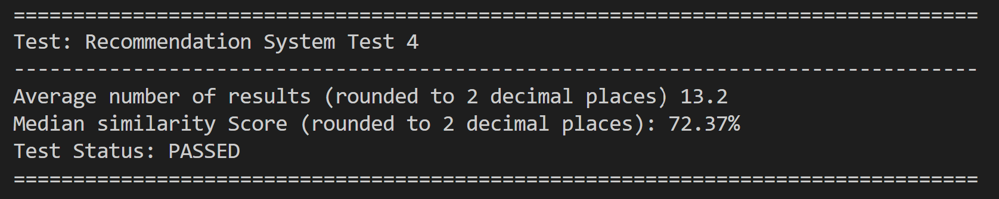 =================================================================================
Test: Recommendation System Test 4
---------------------------------------------------------------------------------
Average number of results (rounded to 2 decimal places) 13.2
Median similarity Score (rounded to 2 decimal places): 72.37%
Test Status: PASSED
=================================================================================